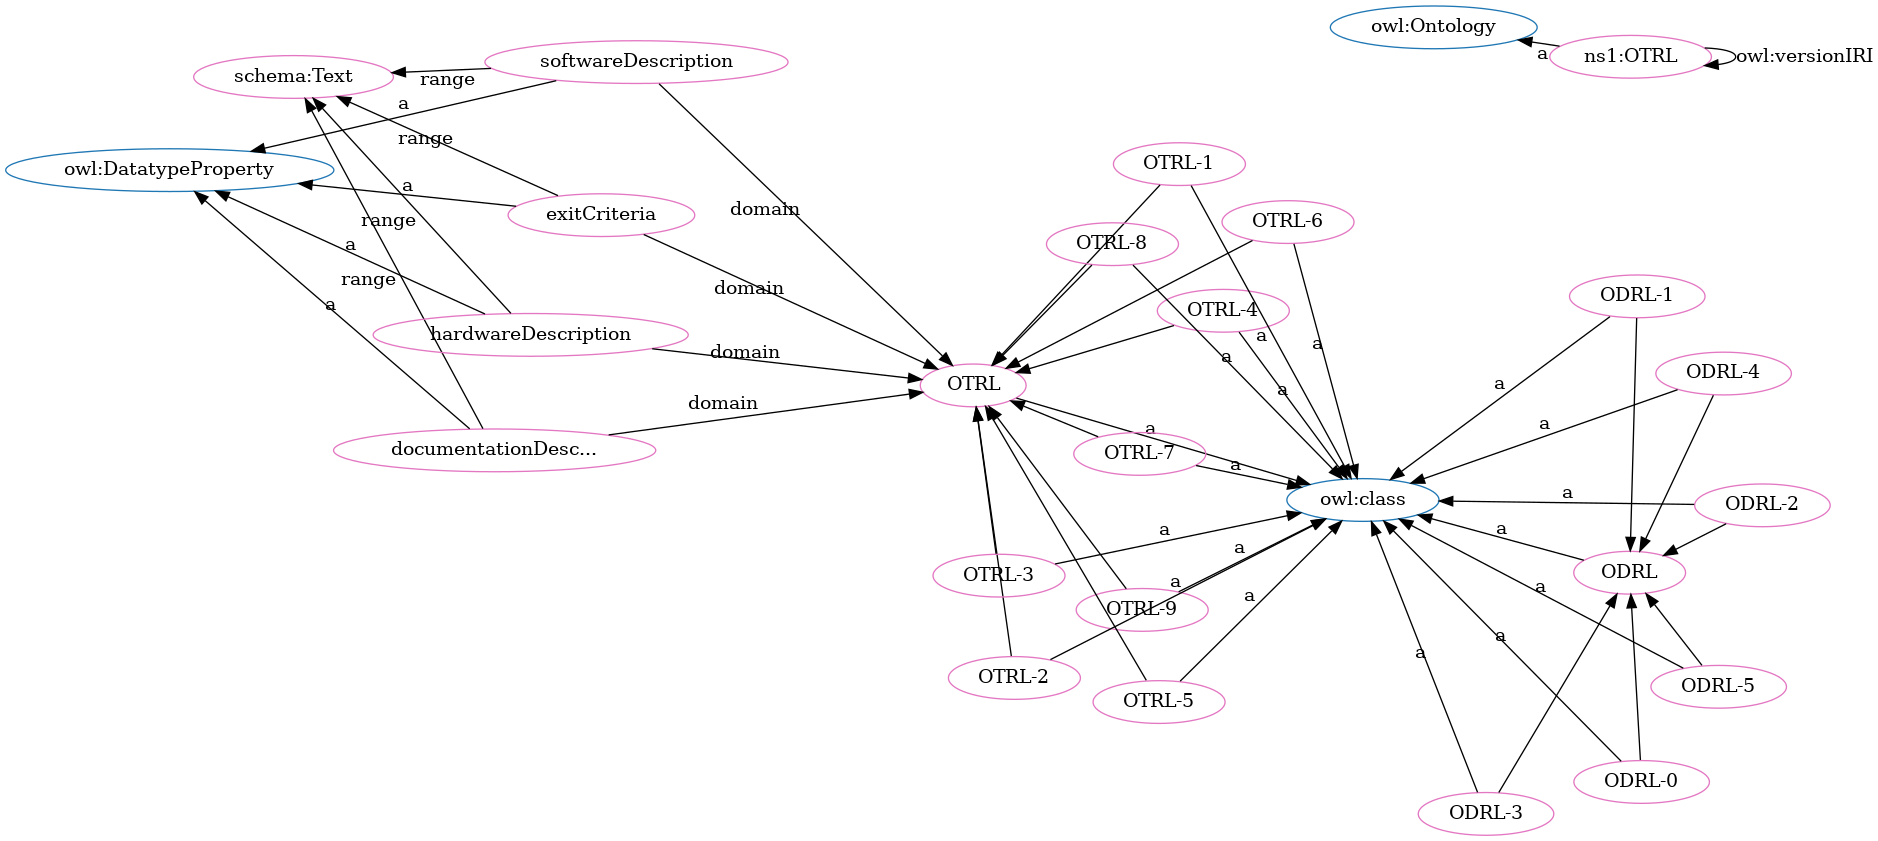 owl:Ontology
ns1:OTRL
a
owl:versionIRI
softwareDescription
schema:Text
range
a
range
owl:DatatypeProperty
a
exitCriteria
domain
range
a
domain
range
a
hardwareDescription
domain
documentationDesc...
domain
OTRL-1
OTRL-6
OTRL-8
OTRL-4
a
a
a
a
OTRL
a
OTRL-7
a
ODRL-1
ODRL-4
a
a
owl:class
a
ODRL-2
a
ODRL
a
OTRL-3
a
a
OTRL-9
a
a
OTRL-2
OTRL-5
a
a
ODRL-5
ODRL-0
ODRL-3